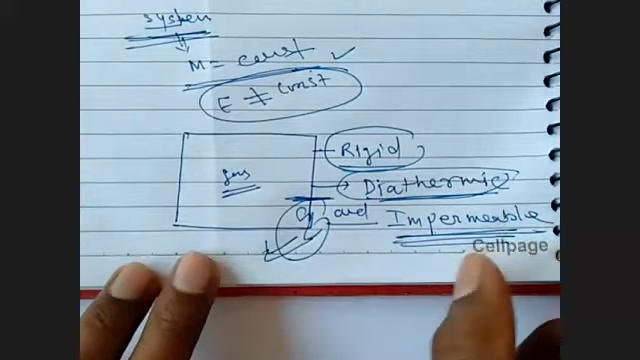 system
M = const ✓
E ≠ const
gas
Rigid
Diathermic
and Impermeable
Cellpage